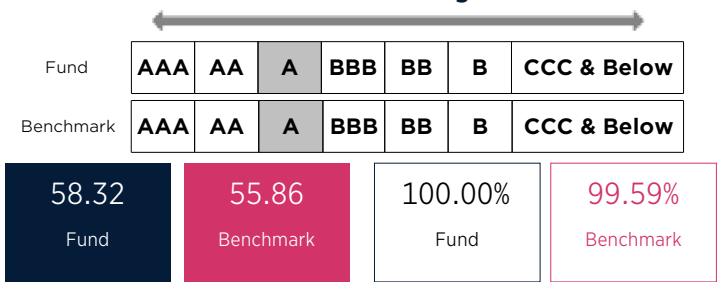 Fund AAA AA A BBB BB B CCC & Below
Benchmark AAA AA A BBB BB B CCC & Below
58.32 55.86 100.00% 99.59%
Fund Benchmark Fund Benchmark